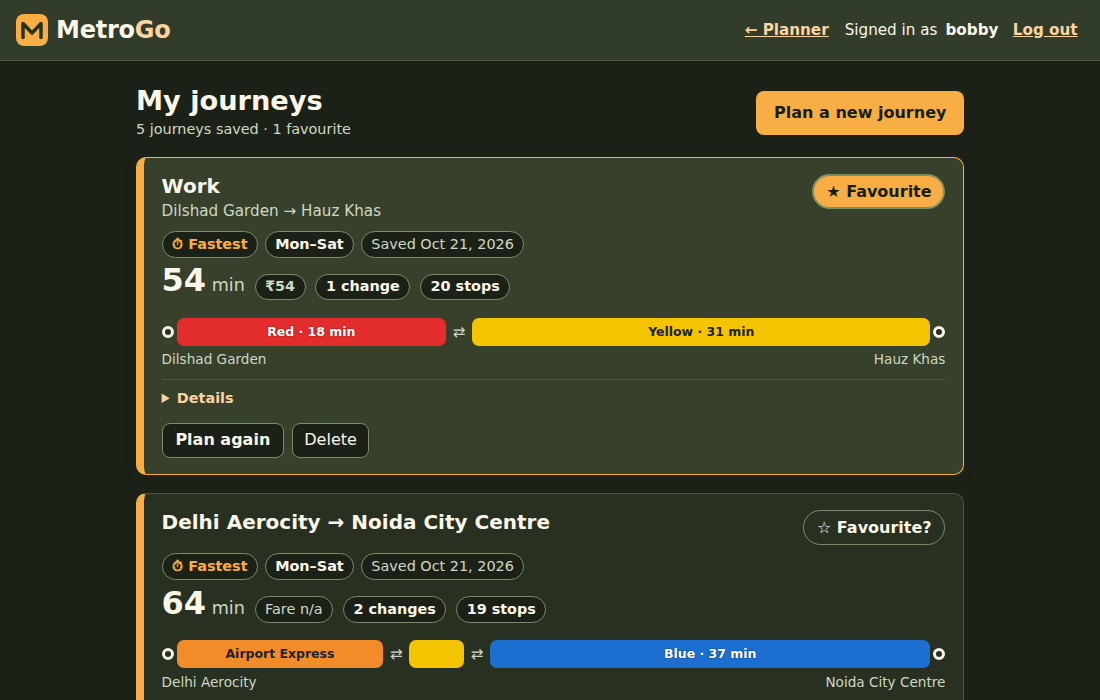 MetroGo
← Planner Signed in as bobby Log out
My journeys
5 journeys saved · 1 favourite
Plan a new journey
Work
★ Favourite
Dilshad Garden → Hauz Khas
⏱ Fastest Mon–Sat Saved Oct 21, 2026
54 min ₹54 1 change 20 stops
Red · 18 min ⇄ Yellow · 31 min
Dilshad Garden Hauz Khas
▶ Details
Plan again Delete
Delhi Aerocity → Noida City Centre
☆ Favourite?
⏱ Fastest Mon–Sat Saved Oct 21, 2026
64 min Fare n/a 2 changes 19 stops
Airport Express ⇄ ⇄ Blue · 37 min
Delhi Aerocity Noida City Centre